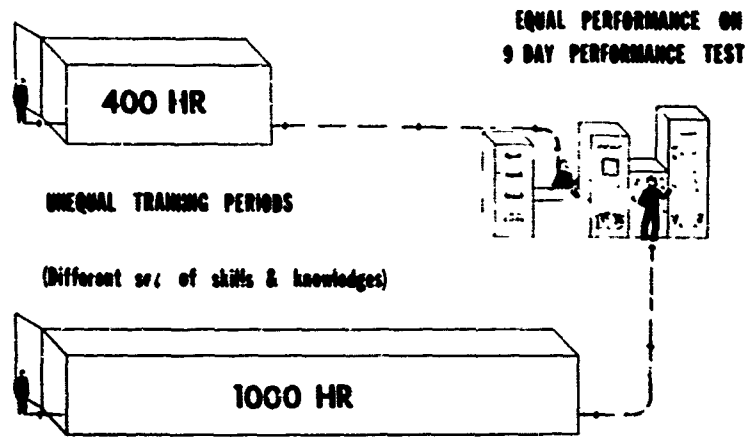 EQUAL PERFORMANCE ON
9 DAY PERFORMANCE TEST
400 HR
UNEQUAL TRAINING PERIODS
(Different of skills & knowledges)
1000 HR